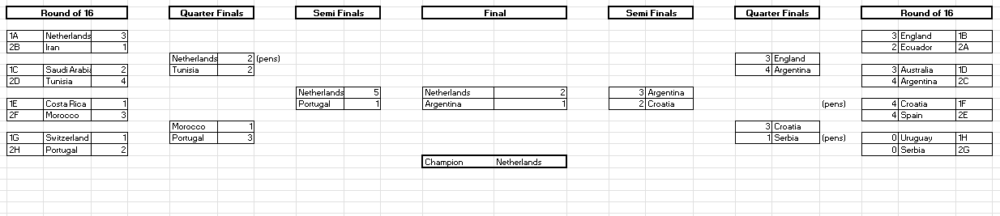 Round of 16 Quarter Finals Semi Finals Final Semi Finals Quarter Finals Round of 16
1A Netherlands 3 3 England 1B
2B Iran 1 2 Ecuador 2A
Netherlands 2 (pens) 3 England
1C Saudi Arabi 2 Tunisia 2 4 Argentina 3 Australia 1D
2D Tunisia 4 4 Argentina 2C
Netherlands 5 Netherlands 2 3 Argentina
1E Costa Rica 1 Portugal 1 Argentina 1 2 Croatia (pens) 4 Croatia 1F
2F Morocco 3 4 Spain 2E
Morocco 1 3 Croatia
1G Switzerland 1 Portugal 3 1 Serbia (pens) 0 Uruguay 1H
2H Portugal 2 0 Serbia 2G
Champion Netherlands